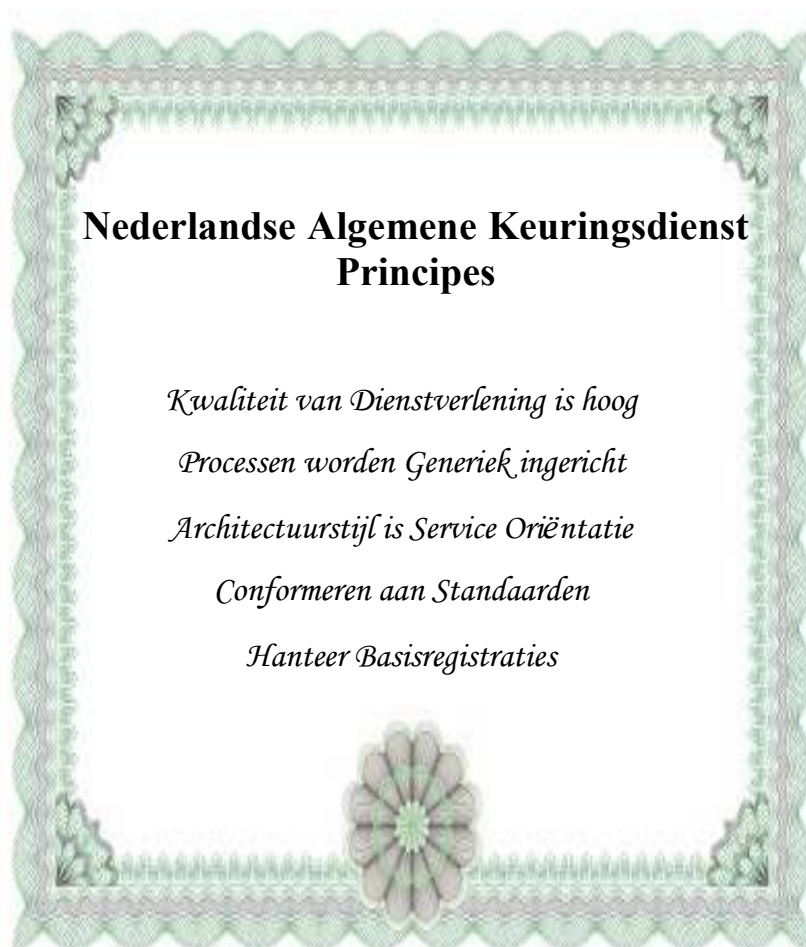 Nederlandse Algemene Keuringsdienst
Principes
Kwaliteit van Dienstverlening is hoog
Processen worden Generiek ingericht
Architectuurstijl is Service Oriëntatie
Conformeren aan Standaarden
Hanteer Basisregistraties